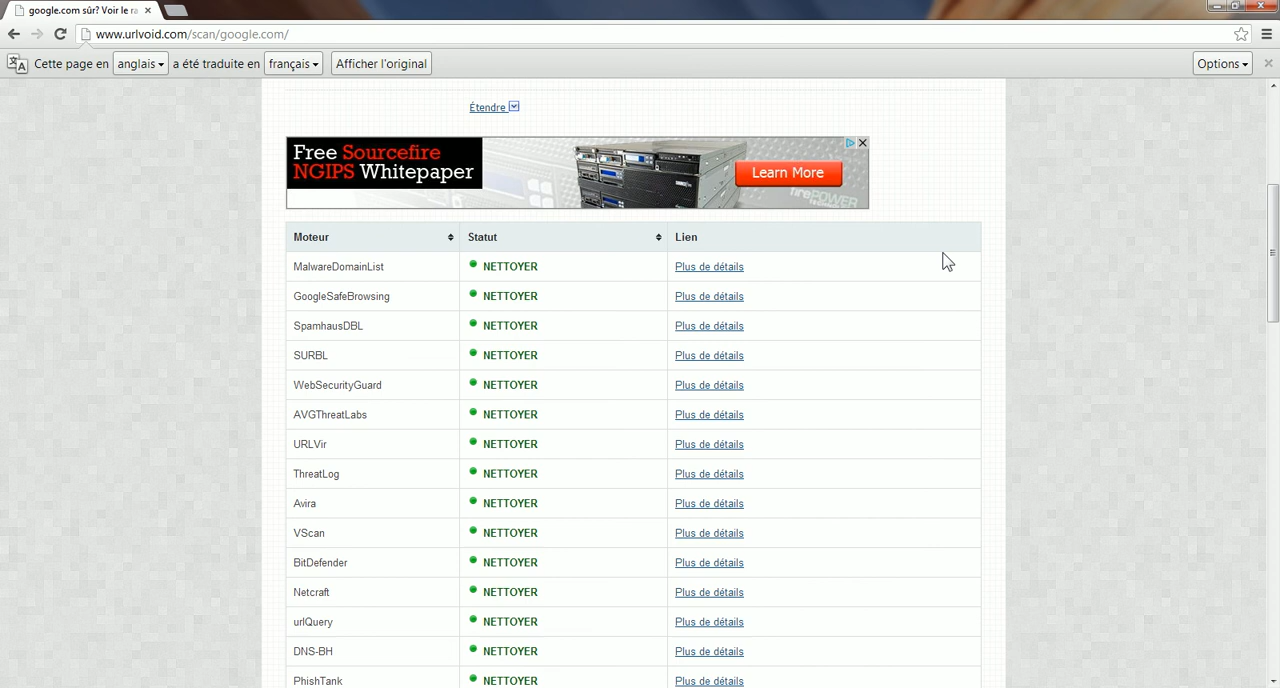 google.com sûr? Voir le ra
www.urlvoid.com/scan/google.com/
Cette page en anglais a été traduite en français Afficher l'original Options
Étendre
Free Sourcefire
NGIPS Whitepaper
Learn More
firePOWER
Moteur Statut Lien
MalwareDomainList NETTOYER Plus de détails
GoogleSafeBrowsing NETTOYER Plus de détails
SpamhausDBL NETTOYER Plus de détails
SURBL NETTOYER Plus de détails
WebSecurityGuard NETTOYER Plus de détails
AVGThreatLabs NETTOYER Plus de détails
URLVir NETTOYER Plus de détails
ThreatLog NETTOYER Plus de détails
Avira NETTOYER Plus de détails
VScan NETTOYER Plus de détails
BitDefender NETTOYER Plus de détails
Netcraft NETTOYER Plus de détails
urlQuery NETTOYER Plus de détails
DNS-BH NETTOYER Plus de détails
PhishTank NETTOYER Plus de détails